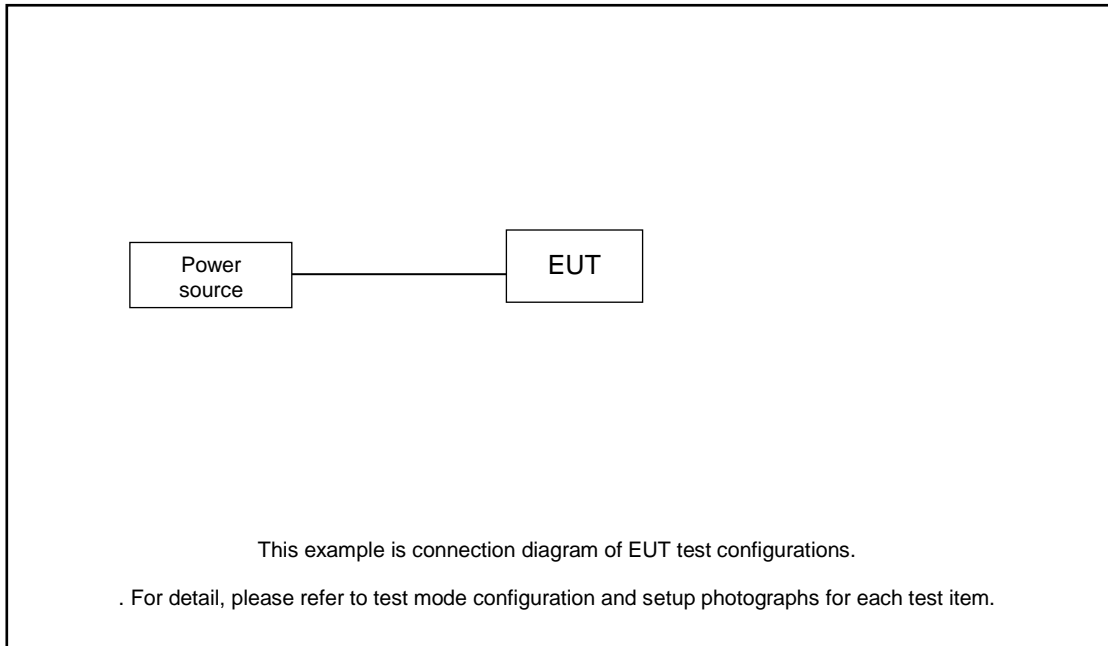 Power
source
EUT
This example is connection diagram of EUT test configurations.
. For detail, please refer to test mode configuration and setup photographs for each test item.